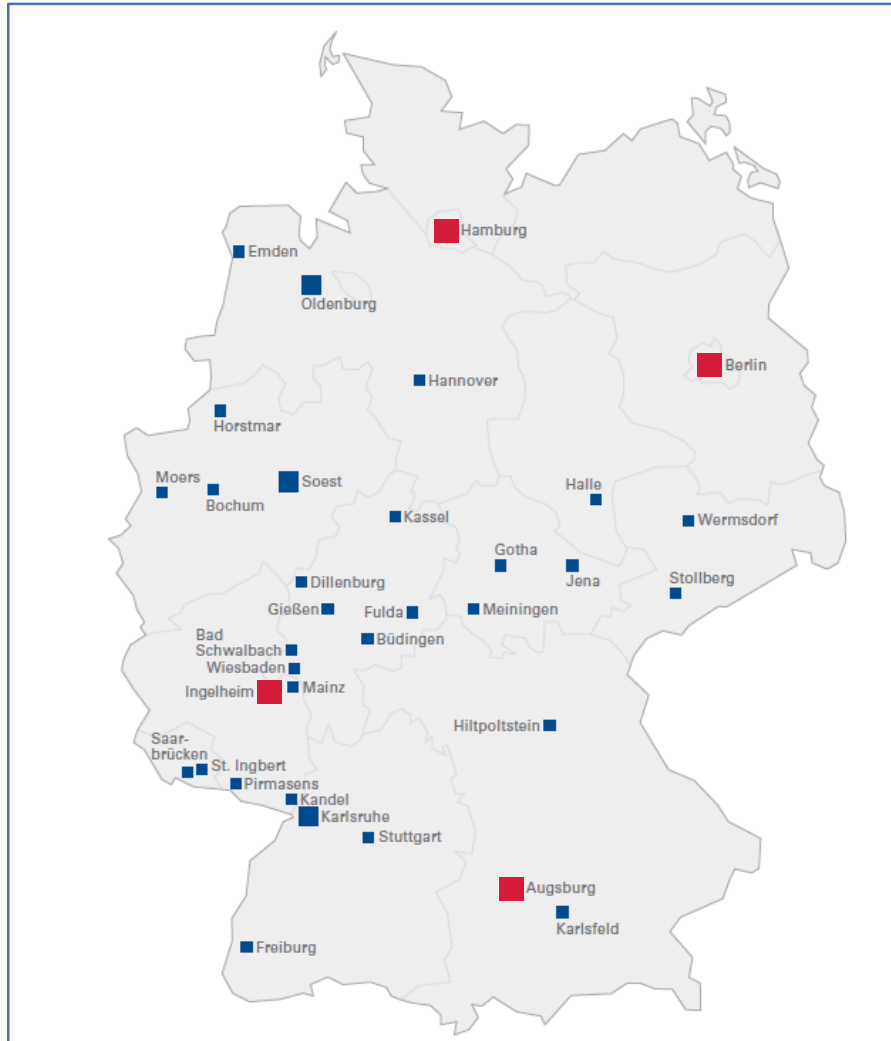 Hamburg
Emden
Oldenburg
Berlin
Hannover
Horstmar
Moers
Bochum
Soest
Halle
Kassel
Wermsdorf
Gotha
Jena
Stollberg
Dillenburg
Gießen
Fulda
Meiningen
Büdingen
Bad
Schwalbach
Wiesbaden
Ingelheim
Mainz
Hiltpoltstein
Saar-
brücken
St. Ingbert
Pirmasens
Kandel
Karlsruhe
Stuttgart
Augsburg
Karlsfeld
Freiburg